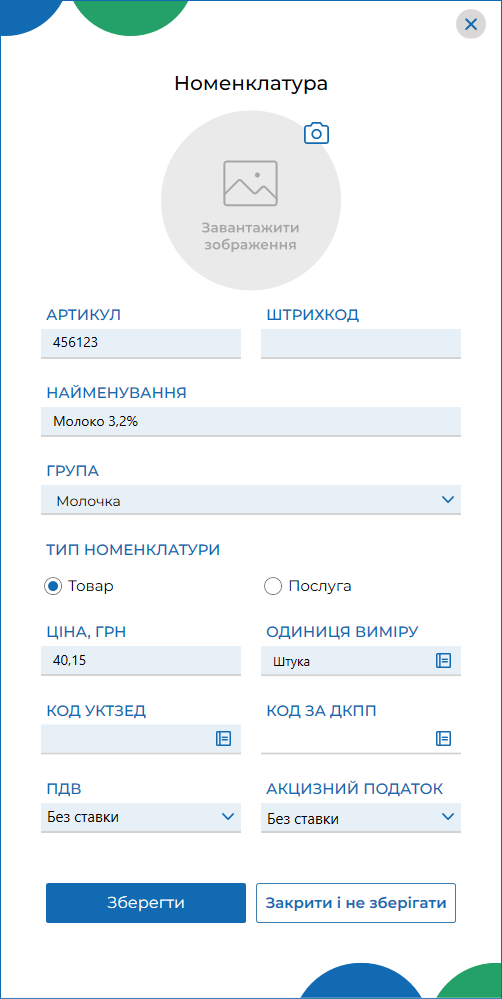 Номенклатура
Завантажити
зображення
АРТИКУЛ
ШТРИХКОД
456123
НАЙМЕНУВАННЯ
Молоко 3,2%
ГРУПА
Молочка
ТИП НОМЕНКЛАТУРИ
Товар
Послуга
ЦІНА, ГРН
ОДИНИЦЯ ВИМІРУ
40,15
Штука
КОД УКТЗЕД
КОД ЗА ДКПП
ПДВ
АКЦИЗНИЙ ПОДАТОК
Без ставки
Без ставки
Зберегти
Закрити і не зберігати